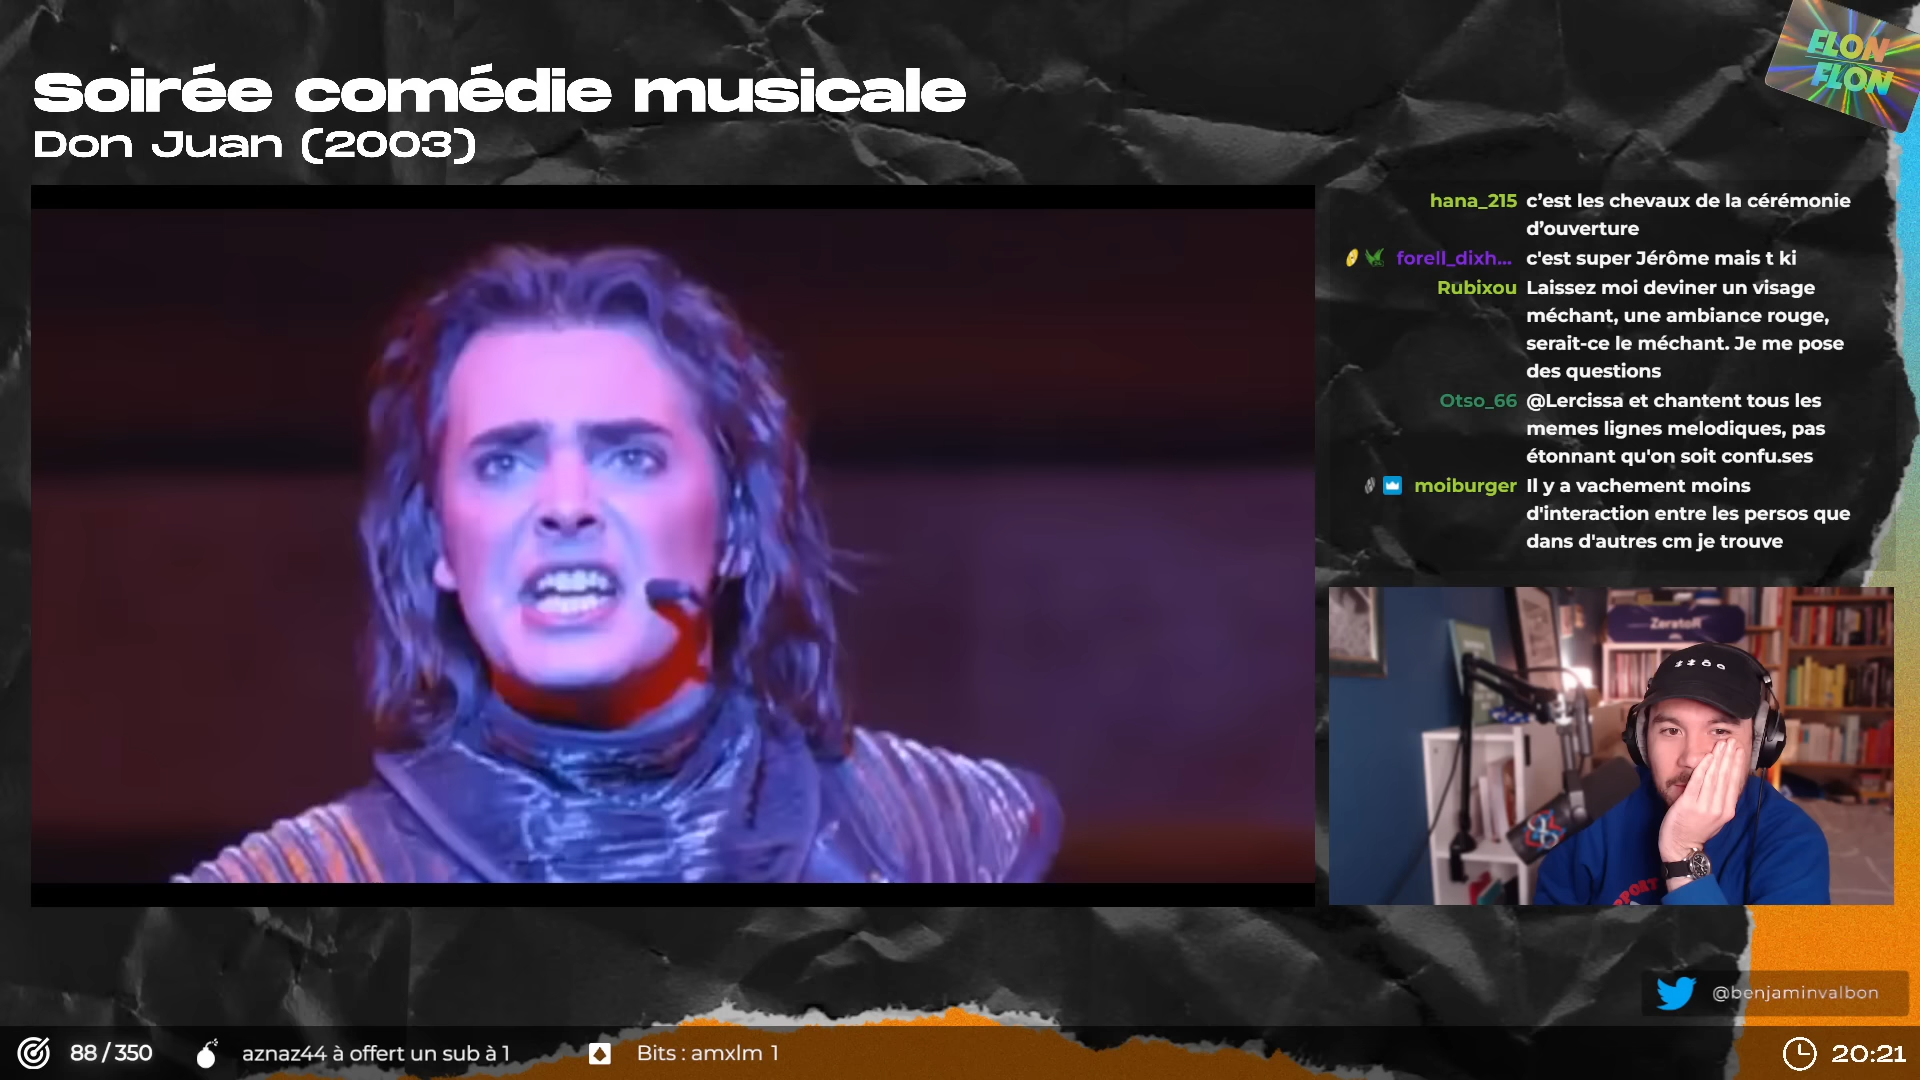 Soirée comédie musicale
Don Juan (2003)
FLON
FLON
hana_215 c’est les chevaux de la cérémonie
d’ouverture
forell_dixh... c'est super Jérôme mais t ki
Rubixou Laissez moi deviner un visage
méchant, une ambiance rouge,
serait-ce le méchant. Je me pose
des questions
Otso_66 @Lercissa et chantent tous les
memes lignes melodiques, pas
étonnant qu'on soit confu.ses
moiburger Il y a vachement moins
d'interaction entre les persos que
dans d'autres cm je trouve
ZeratoR
@benjaminvalbon
88 / 350
aznaz44 à offert un sub à 1
Bits : amxlm 1
20:21